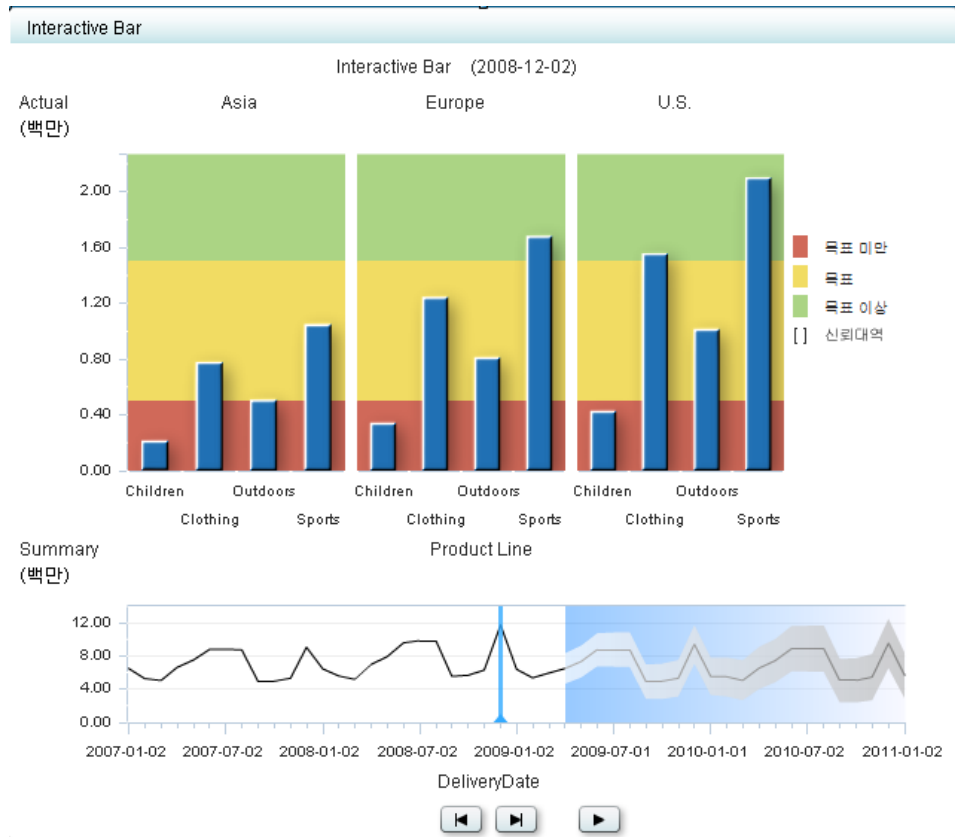 Interactive Bar
Interactive Bar (2008-12-02)
Actual
(백만)
Asia Europe U.S.
2.00
1.60
1.20
0.80
0.40
0.00
목표 미만
목표
목표 이상
[ ] 신뢰대역
Children Outdoors Children Outdoors Children Outdoors
Clothing Sports Clothing Sports Clothing Sports
Summary
(백만)
Product Line
12.00
8.00
4.00
0.00
2007-01-02 2007-07-02 2008-01-02 2008-07-02 2009-01-02 2009-07-01 2010-01-01 2010-07-02 2011-01-02
DeliveryDate